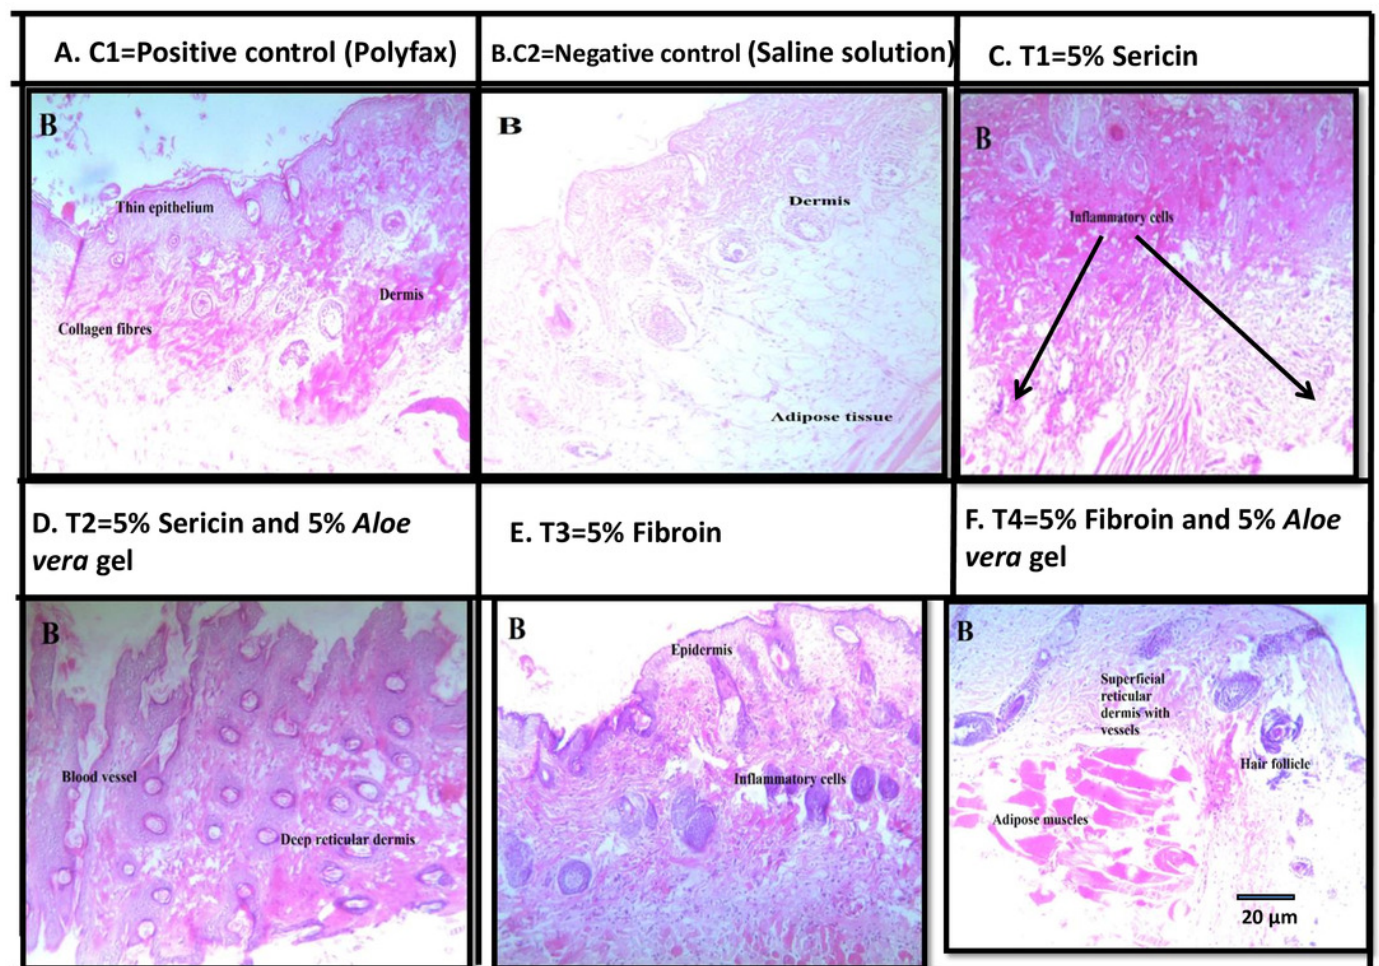 A. C1=Positive control (Polyfax)
B.C2=Negative control (Saline solution)
C. T1=5% Sericin
B
Thin epithelium
Dermis
Collagen fibres
B
Dermis
Adipose tissue
B
Inflammatory cells
D. T2=5% Sericin and 5% Aloe
vera gel
E. T3=5% Fibroin
F. T4=5% Fibroin and 5% Aloe
vera gel
B
Blood vessel
Deep reticular dermis
B
Epidermis
Inflammatory cells
B
Superficial
reticular
dermis with
vessels
Hair follicle
Adipose muscles
20 µm